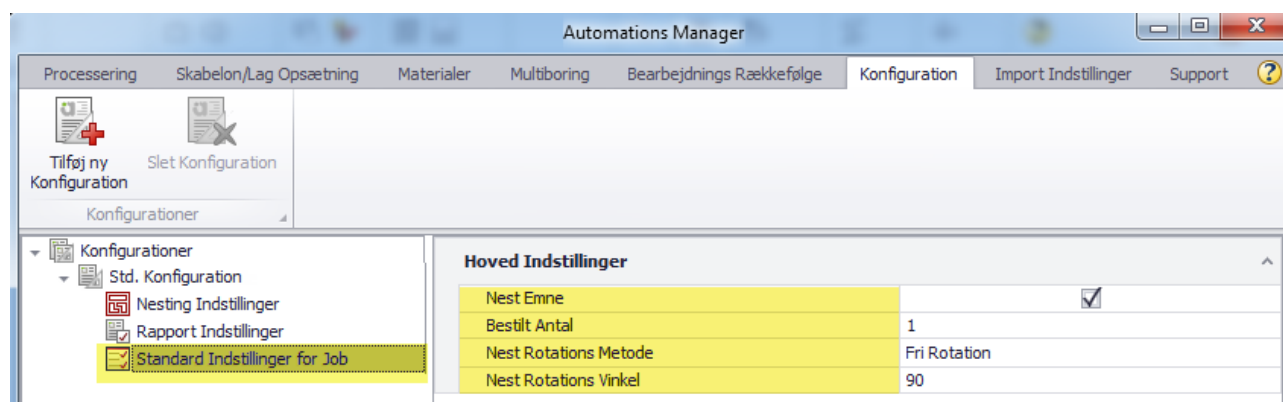 Automations Manager
Processering Skabelon/Lag Opsætning Materialer Multiboring Bearbejdnings Rækkefølge Konfiguration Import Indstillinger Support ?
Tilføj ny Konfiguration
Slet Konfiguration
Konfigurationer
Konfigurationer
Std. Konfiguration
Nesting Indstillinger
Rapport Indstillinger
Standard Indstillinger for Job
Hoved Indstillinger
Nest Emne
Bestilt Antal 1
Nest Rotations Metode Fri Rotation
Nest Rotations Vinkel 90